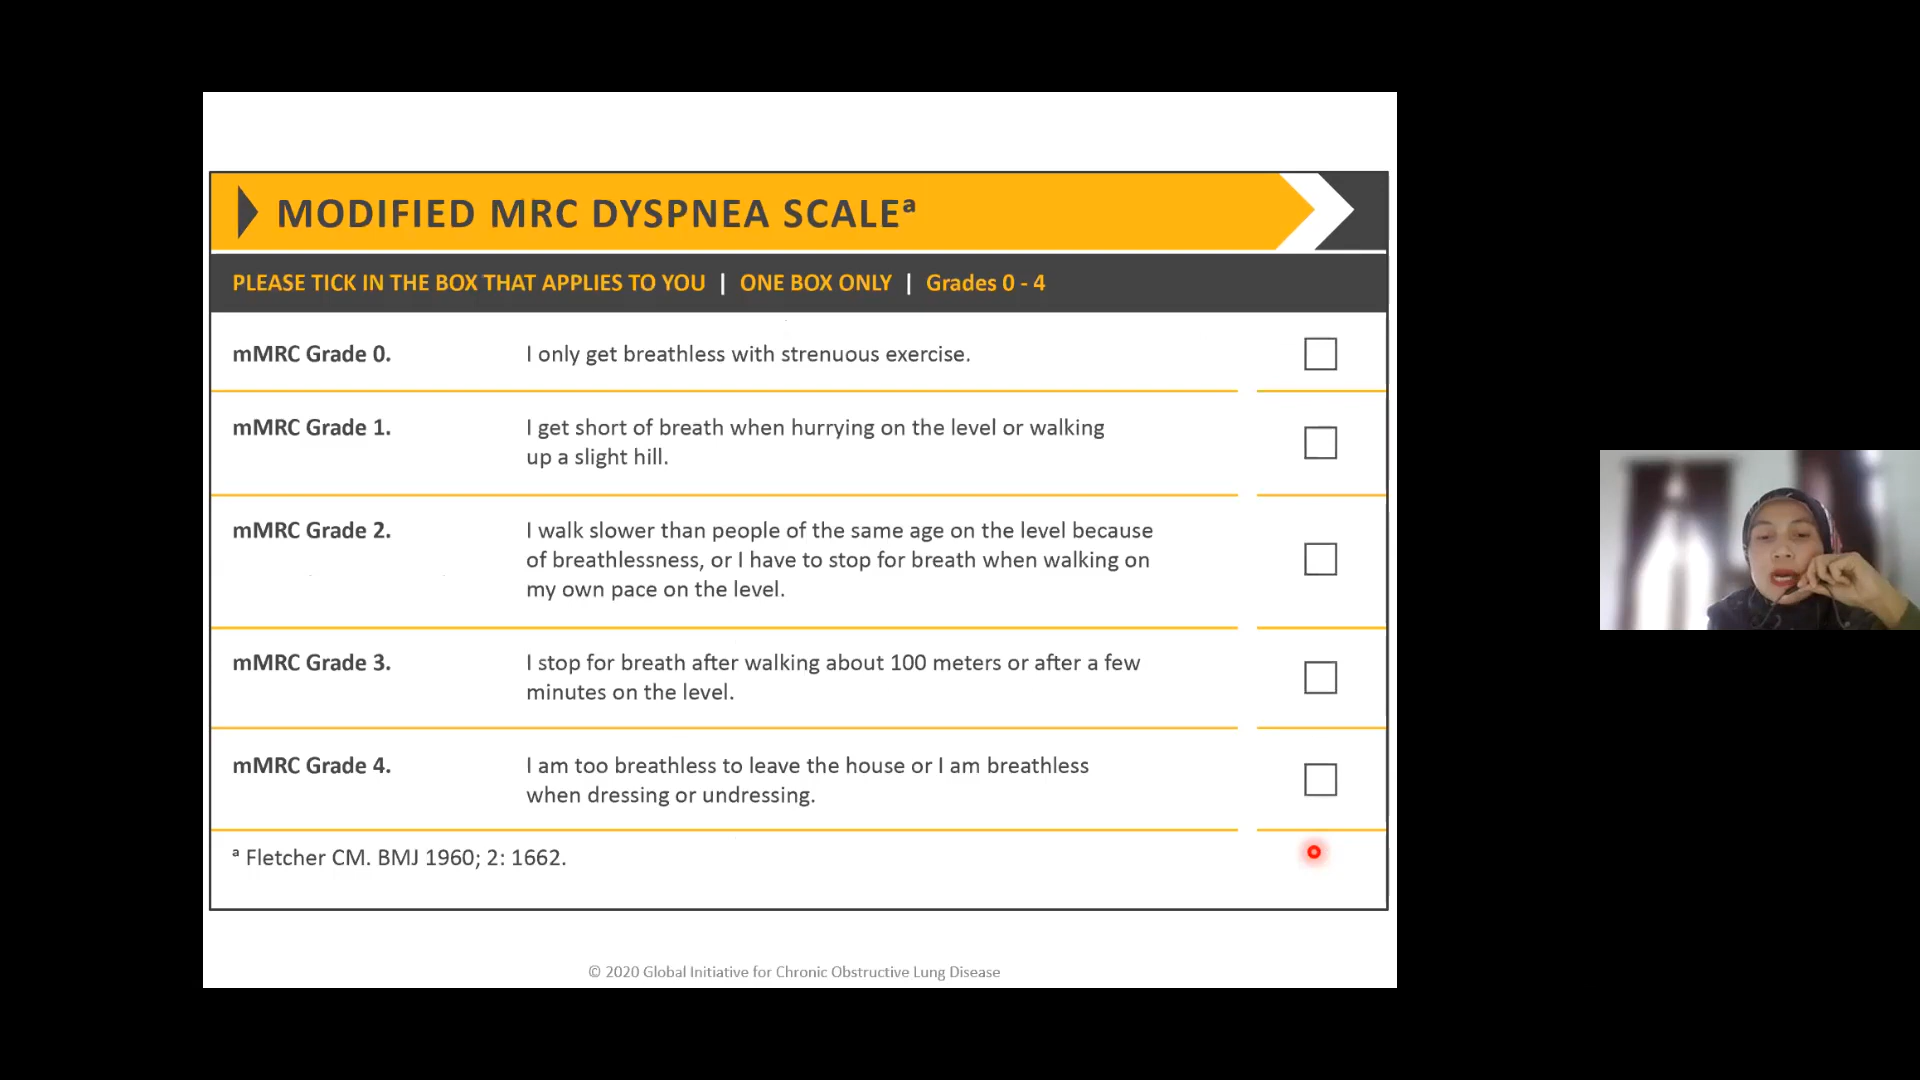 MODIFIED MRC DYSPNEA SCALEª
PLEASE TICK IN THE BOX THAT APPLIES TO YOU | ONE BOX ONLY | Grades 0 - 4
mMRC Grade 0. I only get breathless with strenuous exercise.
mMRC Grade 1. I get short of breath when hurrying on the level or walking
up a slight hill.
mMRC Grade 2. I walk slower than people of the same age on the level because
of breathlessness, or I have to stop for breath when walking on
my own pace on the level.
mMRC Grade 3. I stop for breath after walking about 100 meters or after a few
minutes on the level.
mMRC Grade 4. I am too breathless to leave the house or I am breathless
when dressing or undressing.
ª Fletcher CM. BMJ 1960; 2: 1662.
© 2020 Global Initiative for Chronic Obstructive Lung Disease